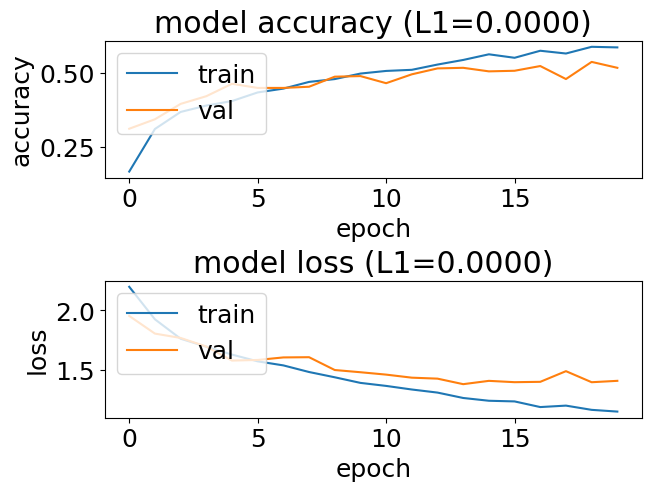 model accuracy (L1=0.0000)
accuracy
0.50
0.25
train
val
0 5 10 15
epoch
model loss (L1=0.0000)
loss
2.0
1.5
train
val
0 5 10 15
epoch